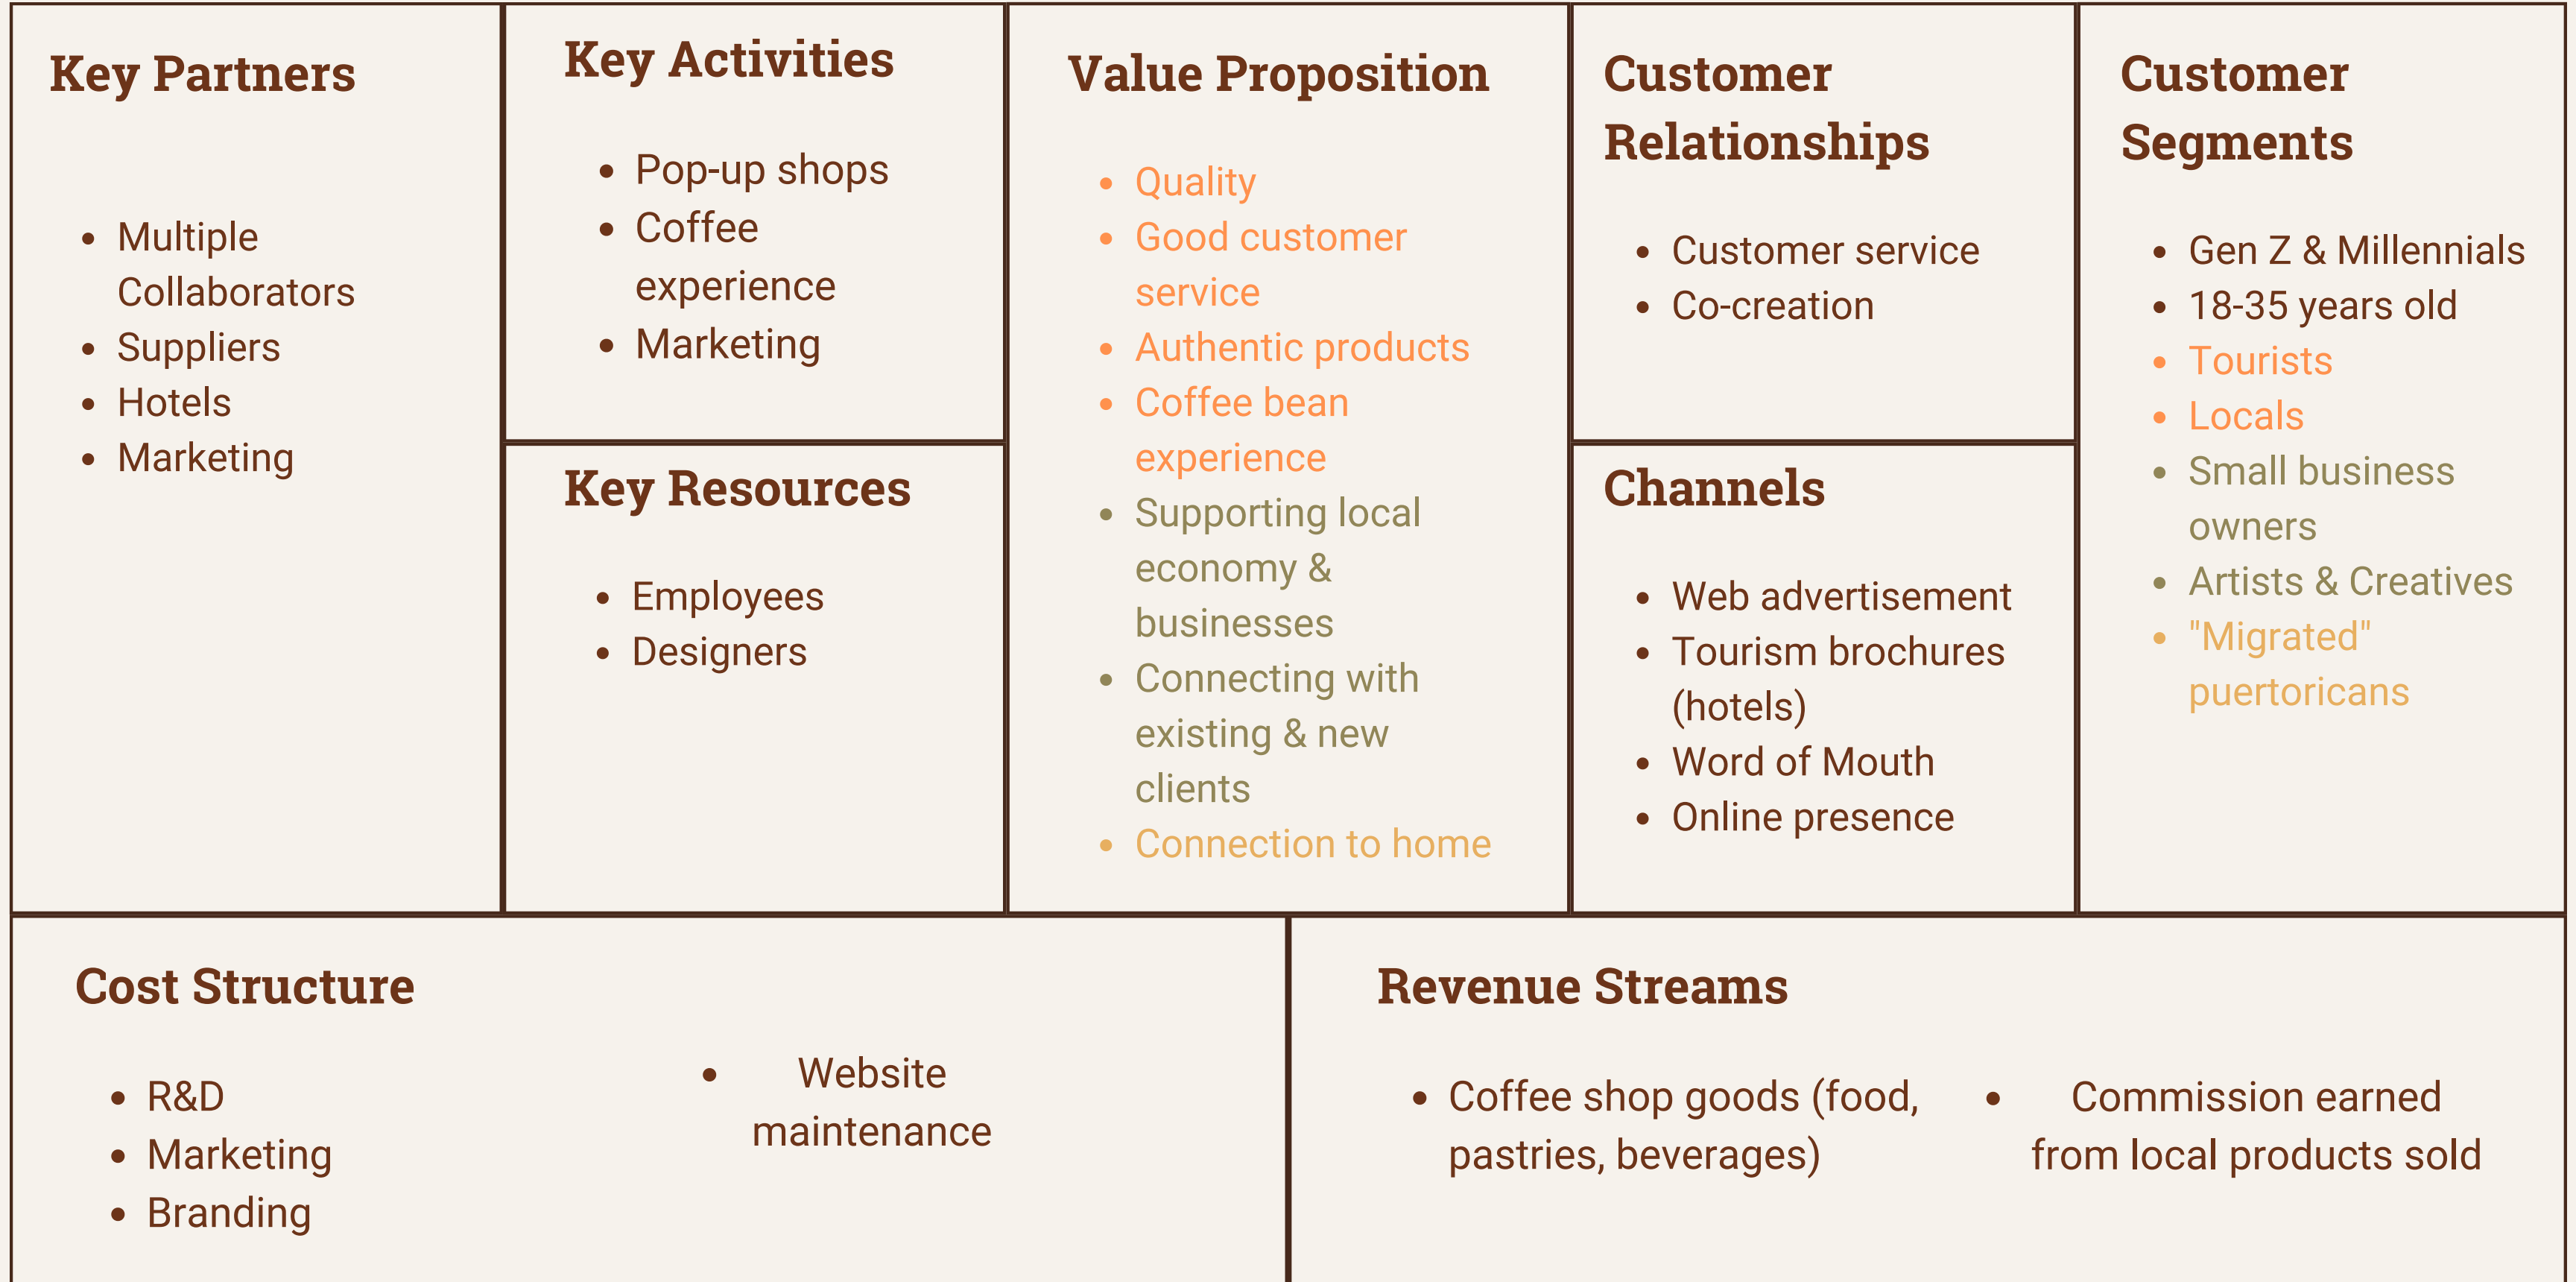 Key Partners
• Multiple
Collaborators
• Suppliers
• Hotels
• Marketing
Key Activities
• Pop-up shops
• Coffee
experience
• Marketing
Key Resources
• Employees
• Designers
Value Proposition
• Quality
• Good customer
service
• Authentic products
• Coffee bean
experience
• Supporting local
economy &
businesses
• Connecting with
existing & new
clients
• Connection to home
Customer
Relationships
• Customer service
• Co-creation
Channels
• Web advertisement
• Tourism brochures
(hotels)
• Word of Mouth
• Online presence
Customer
Segments
• Gen Z & Millennials
• 18-35 years old
• Tourists
• Locals
• Small business
owners
• Artists & Creatives
• "Migrated"
puertoricans
Cost Structure
• R&D
• Marketing
• Branding
• Website
maintenance
Revenue Streams
• Coffee shop goods (food,
pastries, beverages)
• Commission earned
from local products sold